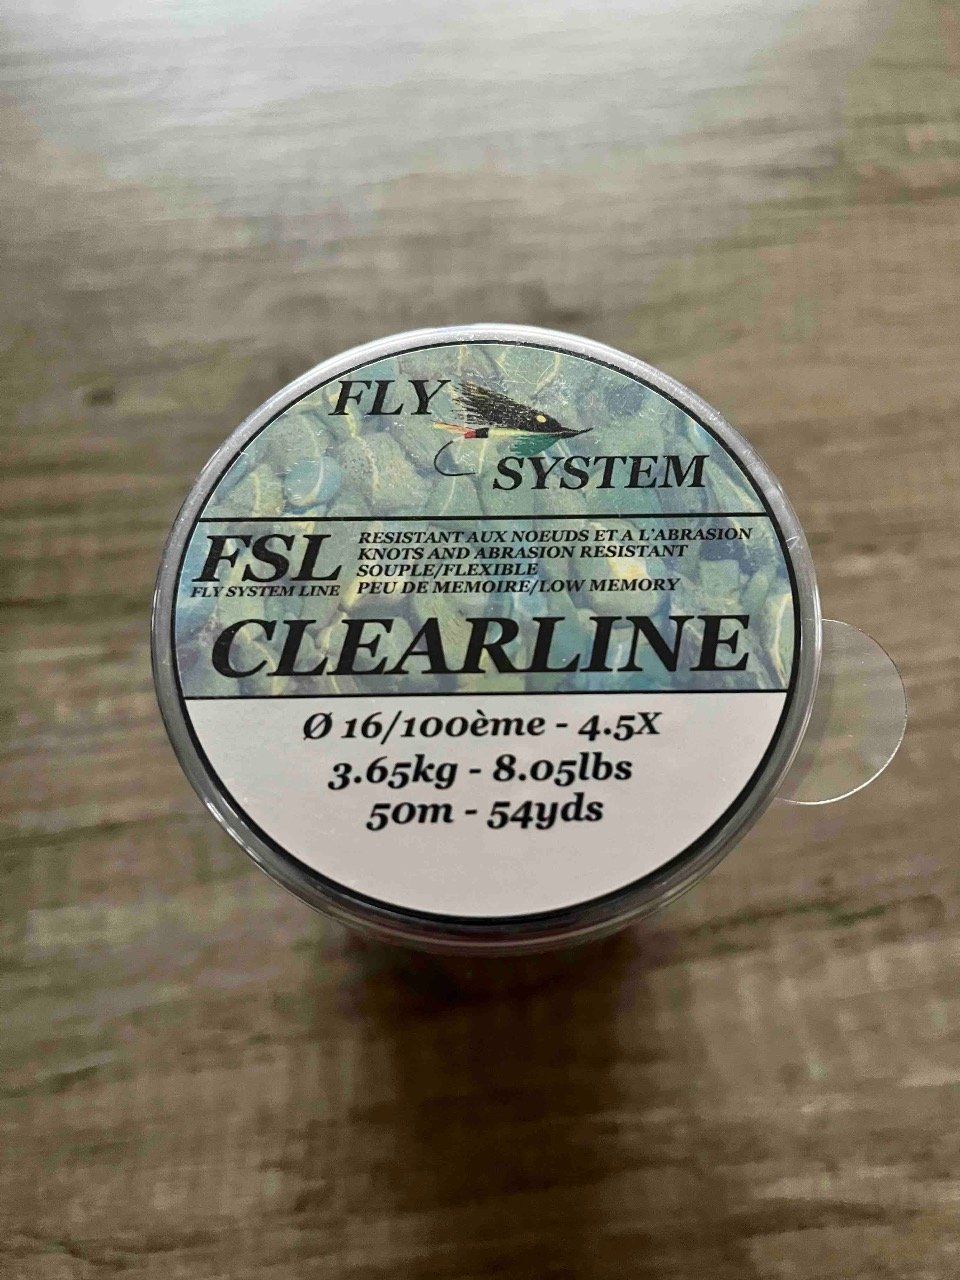 FLY
SYSTEM
FSL
FLY SYSTEM LINE
RESISTANT AUX NOEUDS ET A L'ABRASION
KNOTS AND ABRASION RESISTANT
SOUPLE/FLEXIBLE
PEU DE MEMOIRE/LOW MEMORY
CLEARLINE
Ø 16/100ème - 4.5X
3.65kg - 8.05lbs
50m - 54yds